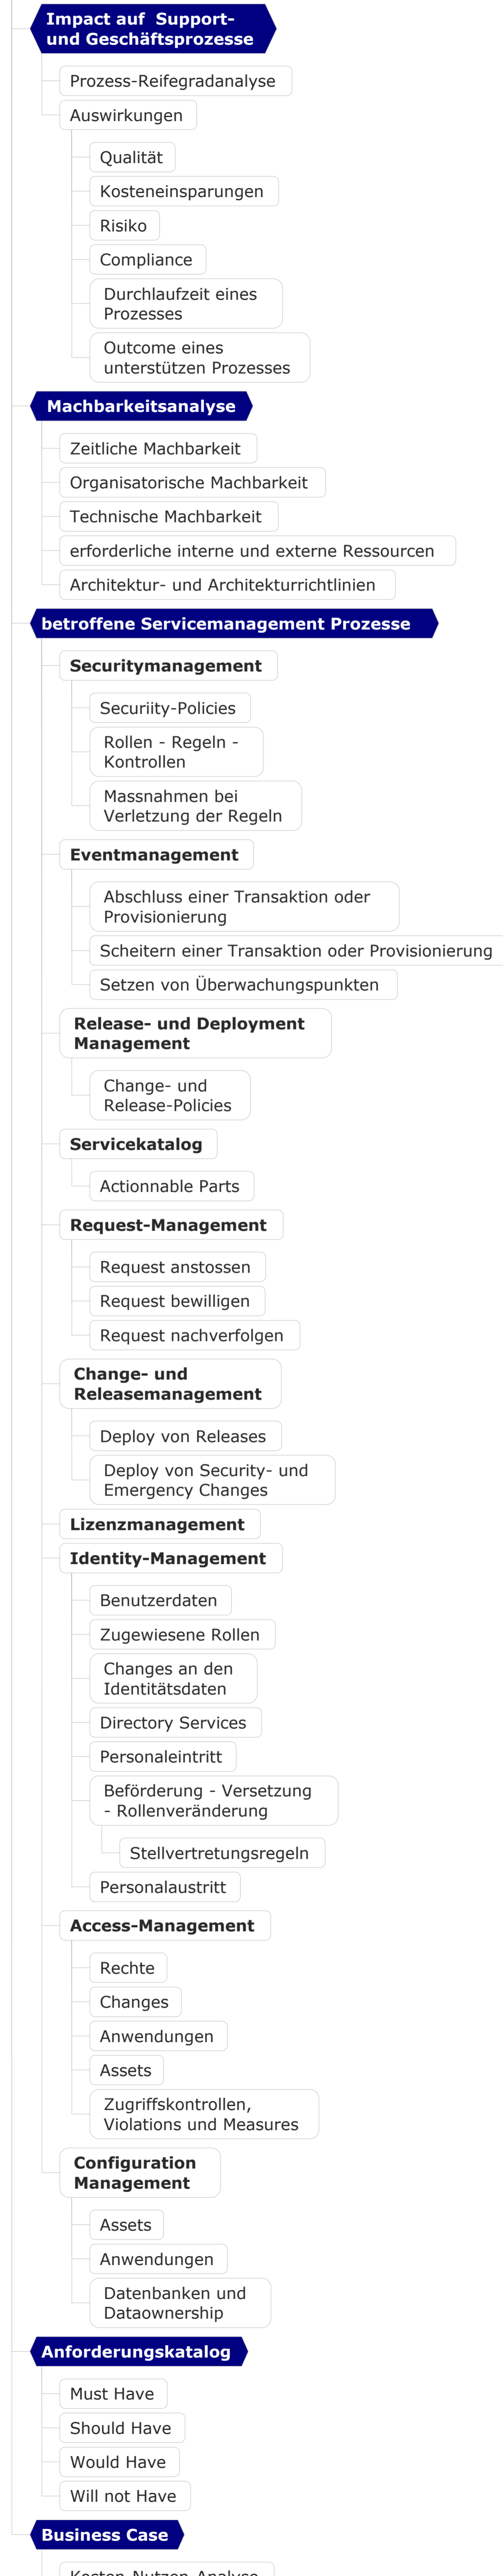 Impact auf Support-
und Geschäftsprozesse
Prozess-Reifegradanalyse
Auswirkungen
Qualität
Kosteneinsparungen
Risiko
Compliance
Durchlaufzeit eines
Prozesses
Outcome eines
unterstützen Prozesses
Machbarkeitsanalyse
Zeitliche Machbarkeit
Organisatorische Machbarkeit
Technische Machbarkeit
erforderliche interne und externe Ressourcen
Architektur- und Architekturrichtlinien
betroffene Servicemanagement Prozesse
Securitymanagement
Securiity-Policies
Rollen - Regeln -
Kontrollen
Massnahmen bei
Verletzung der Regeln
Eventmanagement
Abschluss einer Transaktion oder
Provisionierung
Scheitern einer Transaktion oder Provisionierung
Setzen von Überwachungspunkten
Release- und Deployment
Management
Change- und
Release-Policies
Servicekatalog
Actionnable Parts
Request-Management
Request anstossen
Request bewilligen
Request nachverfolgen
Change- und
Releasemanagement
Deploy von Releases
Deploy von Security- und
Emergency Changes
Lizenzmanagement
Identity-Management
Benutzerdaten
Zugewiesene Rollen
Changes an den
Identitätsdaten
Directory Services
Personaleintritt
Beförderung - Versetzung
- Rollenveränderung
Stellvertretungsregeln
Personalaustritt
Access-Management
Rechte
Changes
Anwendungen
Assets
Zugriffskontrollen,
Violations und Measures
Configuration
Management
Assets
Anwendungen
Datenbanken und
Dataownership
Anforderungskatalog
Must Have
Should Have
Would Have
Will not Have
Business Case
Kosten-Nutzen-Analyse